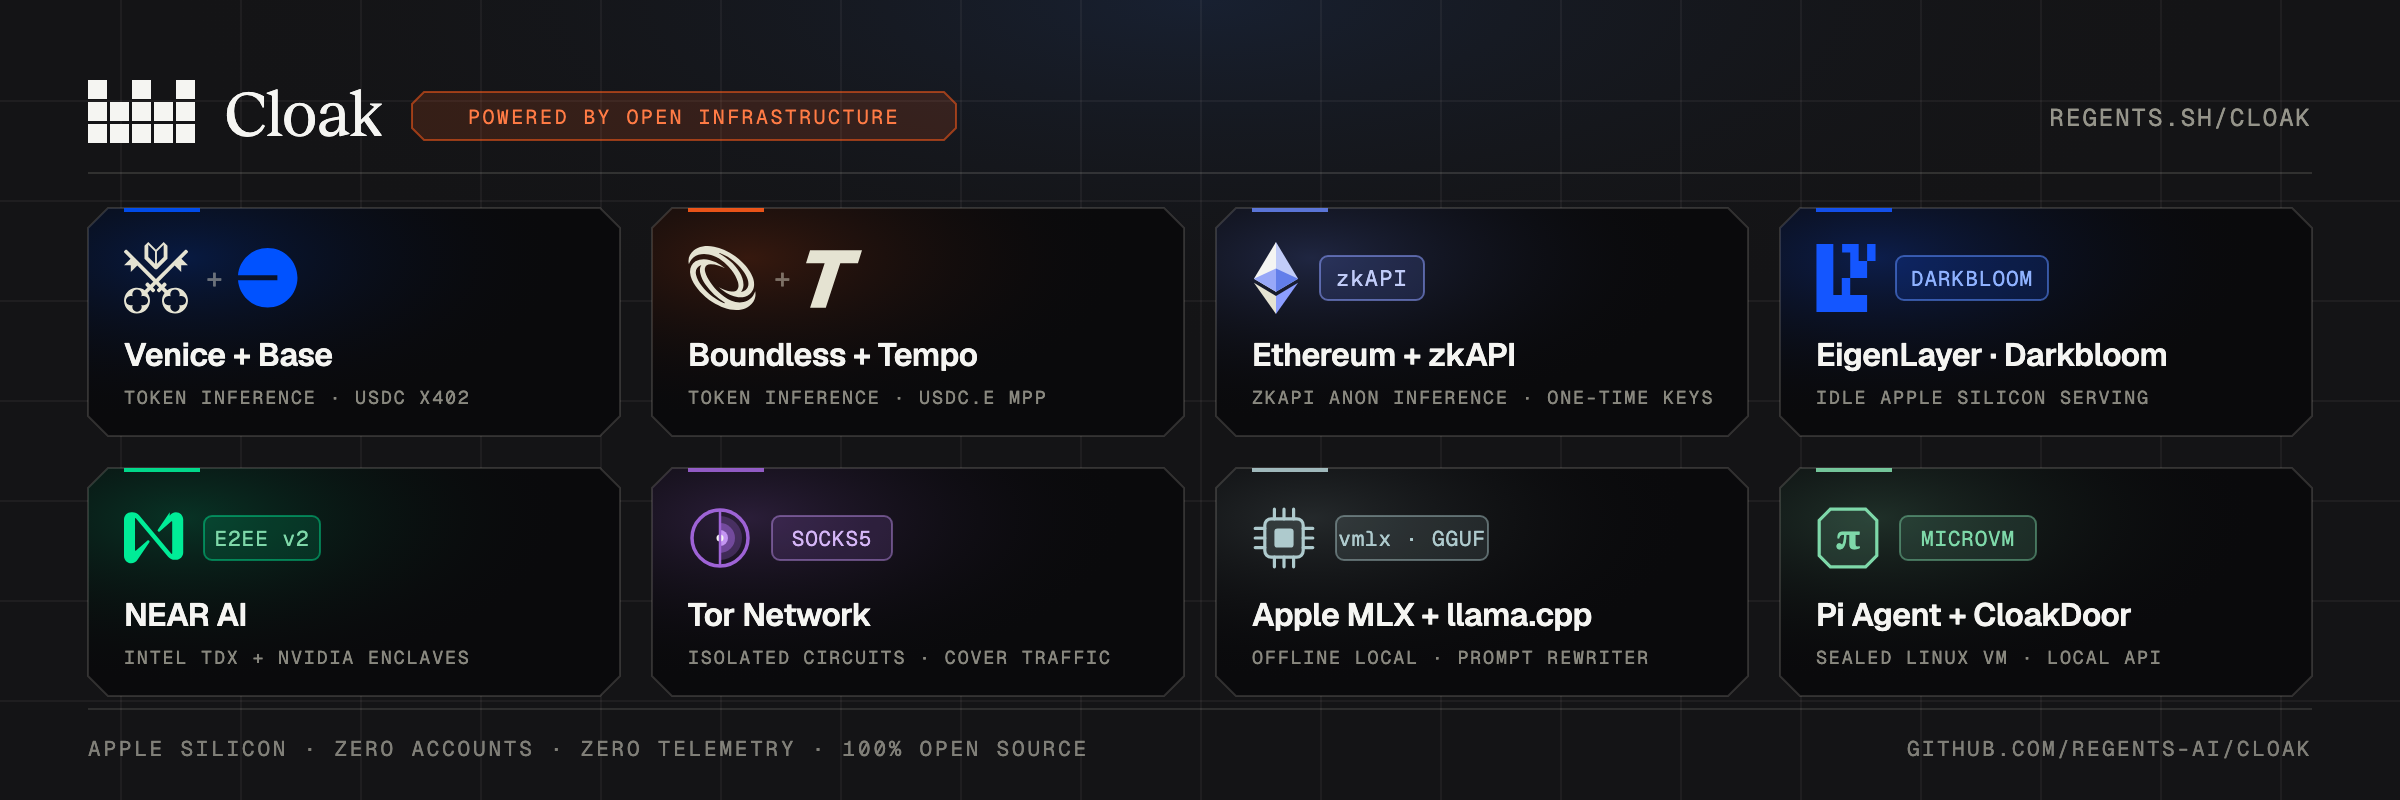 Cloak
POWERED BY OPEN INFRASTRUCTURE
REGENTS.SH/CLOAK
+
Venice + Base
TOKEN INFERENCE · USDC X402
+ T
Boundless + Tempo
TOKEN INFERENCE · USDC.E MPP
zkAPI
Ethereum + zkAPI
ZKAPI ANON INFERENCE · ONE-TIME KEYS
DARKBLOOM
EigenLayer · Darkbloom
IDLE APPLE SILICON SERVING
E2EE v2
NEAR AI
INTEL TDX + NVIDIA ENCLAVES
SOCKS5
Tor Network
ISOLATED CIRCUITS · COVER TRAFFIC
vmlx · GGUF
Apple MLX + llama.cpp
OFFLINE LOCAL · PROMPT REWRITER
π
MICROVM
Pi Agent + CloakDoor
SEALED LINUX VM · LOCAL API
APPLE SILICON · ZERO ACCOUNTS · ZERO TELEMETRY · 100% OPEN SOURCE
GITHUB.COM/REGENTS-AI/CLOAK